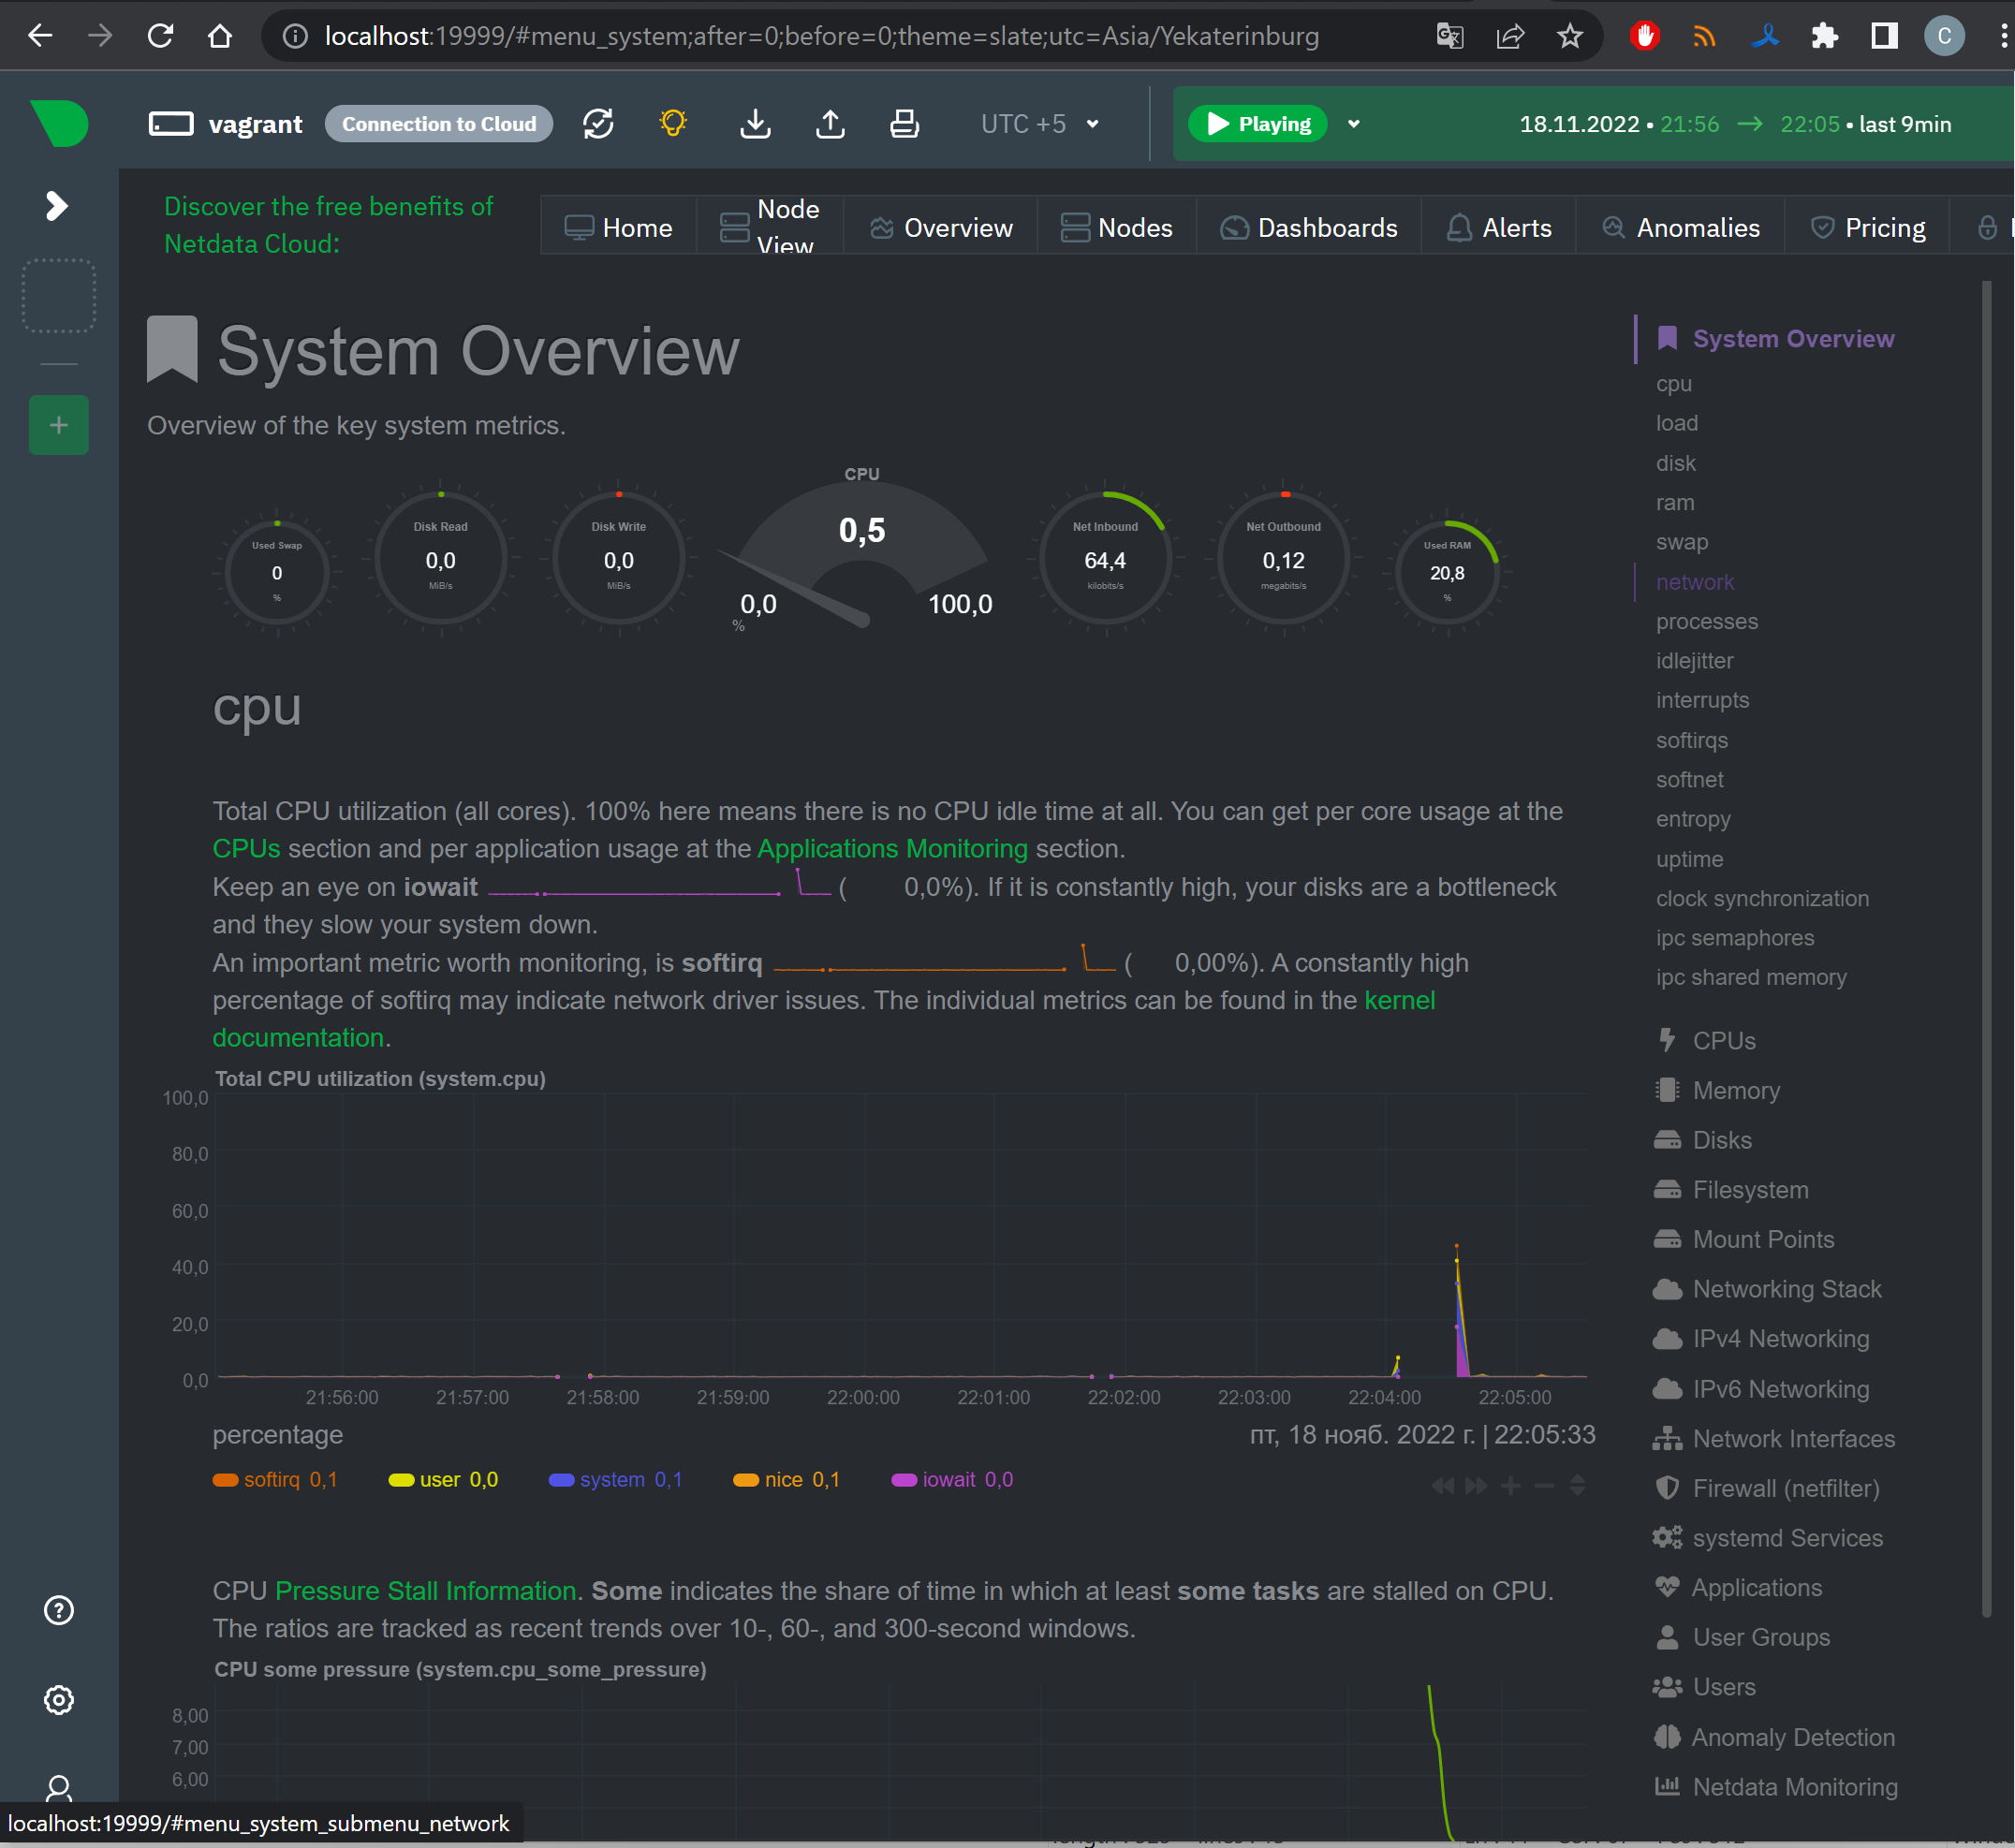 localhost:19999/#menu_system;after=0;before=0;theme=slate;utc=Asia/Yekaterinburg
C
vagrant
Connection to Cloud
UTC +5
Playing
18.11.2022 • 21:56 → 22:05 • last 9min
Discover the free benefits of
Netdata Cloud:
Home
Node
View
Overview
Nodes
Dashboards
Alerts
Anomalies
Pricing
System Overview
Overview of the key system metrics.
Used Swap
0
%
Disk Read
0,0
MiB/s
Disk Write
0,0
MiB/s
CPU
0,5
0,0
100,0
%
Net Inbound
64,4
kilobits/s
Net Outbound
0,12
megabits/s
Used RAM
20,8
%
cpu
Total CPU utilization (all cores). 100% here means there is no CPU idle time at all. You can get per core usage at the
CPUs section and per application usage at the Applications Monitoring section.
Keep an eye on iowait ( 0,0%). If it is constantly high, your disks are a bottleneck
and they slow your system down.
An important metric worth monitoring, is softirq ( 0,00%). A constantly high
percentage of softirq may indicate network driver issues. The individual metrics can be found in the kernel
documentation.
Total CPU utilization (system.cpu)
100,0
80,0
60,0
40,0
20,0
0,0
21:56:00 21:57:00 21:58:00 21:59:00 22:00:00 22:01:00 22:02:00 22:03:00 22:04:00 22:05:00
percentage
пт, 18 нояб. 2022 г. | 22:05:33
softirq 0,1 user 0,0 system 0,1 nice 0,1 iowait 0,0
CPU Pressure Stall Information. Some indicates the share of time in which at least some tasks are stalled on CPU.
The ratios are tracked as recent trends over 10-, 60-, and 300-second windows.
CPU some pressure (system.cpu_some_pressure)
8,00
7,00
6,00
System Overview
cpu
load
disk
ram
swap
network
processes
idlejitter
interrupts
softirqs
softnet
entropy
uptime
clock synchronization
ipc semaphores
ipc shared memory
CPUs
Memory
Disks
Filesystem
Mount Points
Networking Stack
IPv4 Networking
IPv6 Networking
Network Interfaces
Firewall (netfilter)
systemd Services
Applications
User Groups
Users
Anomaly Detection
Netdata Monitoring
localhost:19999/#menu_system_submenu_network